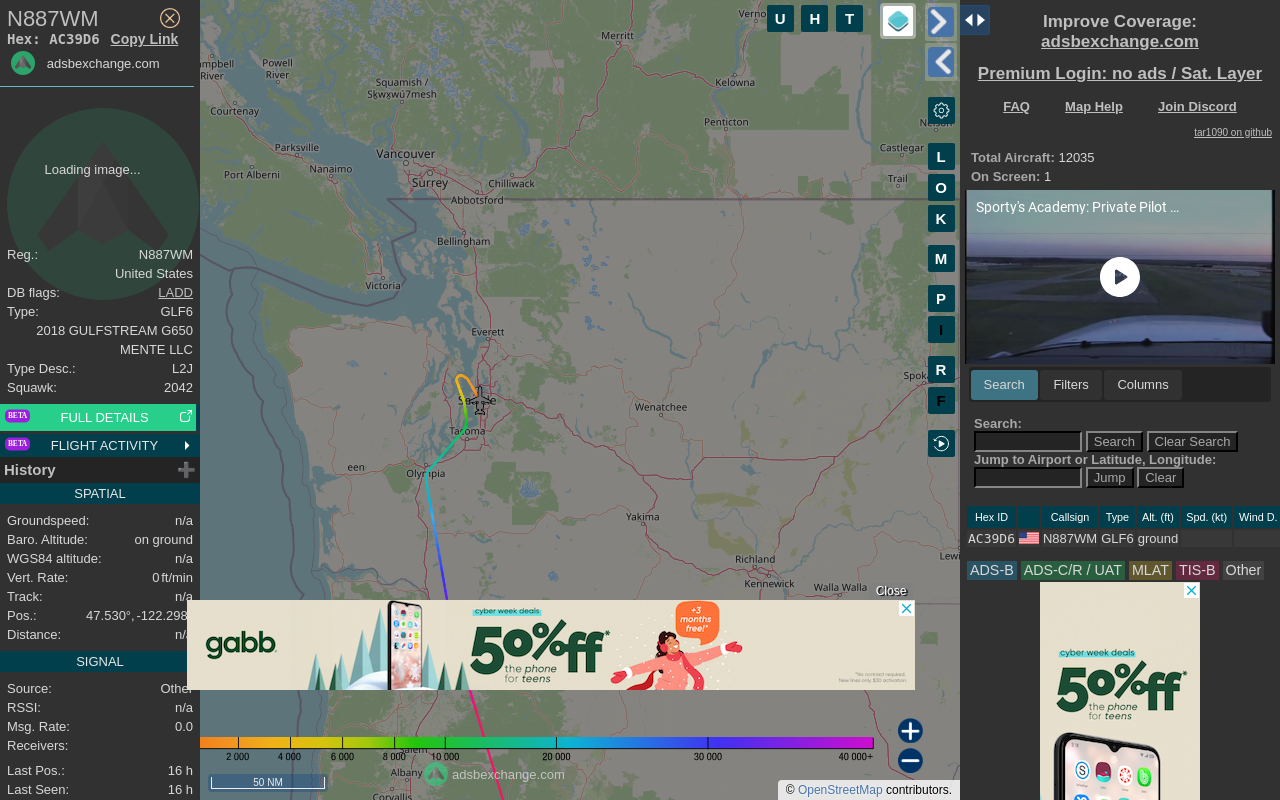 N887WM
Hex: AC39D6 Copy Link
adsbexchange.com
Loading image...
Reg.: N887WM
United States
DB flags: LADD
Type: GLF6
2018 GULFSTREAM G650
MENTE LLC
Type Desc.: L2J
Squawk: 2042
BETA FULL DETAILS
BETA FLIGHT ACTIVITY
History
SPATIAL
Groundspeed: n/a
Baro. Altitude: on ground
WGS84 altitude: n/a
Vert. Rate: 0 ft/min
Track: n/a
Pos.: 47.530°, -122.298
Distance: n/a
SIGNAL
Source: Other
RSSI: n/a
Msg. Rate: 0.0
Receivers:
Last Pos.: 16 h
Last Seen: 16 h
U H T
L
O
K
M
P
I
R
F
Verno
Merritt
Kelowna
Penticton
Castlegar
Trail
mpbell
River
Powell
River
Squamish /
Sḵwx̱wú7mesh
Courtenay
Parksville
Vancouver
Nanaimo
Port Alberni
Surrey
Chilliwack
Abbotsford
Bellingham
Victoria
Everett
Spok
Wenatchee
Tacoma
een
Olympia
Yakima
Richland
Kennewick
Walla Walla
Lewi
Close
gabb
cyber week deals
50% off*
the phone
for teens
+3
months
free!*
*No contract required.
New lines only $30 activation.
2 000 4 000 6 000 8 000 10 000 20 000 30 000 40 000+
Albany
Corvallis
adsbexchange.com
50 NM
© OpenStreetMap contributors.
Improve Coverage:
adsbexchange.com
Premium Login: no ads / Sat. Layer
FAQ Map Help Join Discord
tar1090 on github
Total Aircraft: 12035
On Screen: 1
Sporty's Academy: Private Pilot ...
Search Filters Columns
Search:
Search Clear Search
Jump to Airport or Latitude, Longitude:
Jump Clear
Hex ID Callsign Type Alt. (ft) Spd. (kt) Wind D.
AC39D6 N887WM GLF6 ground
ADS-B ADS-C/R / UAT MLAT TIS-B Other
cyber week deals
50% off*
the phone
for teens